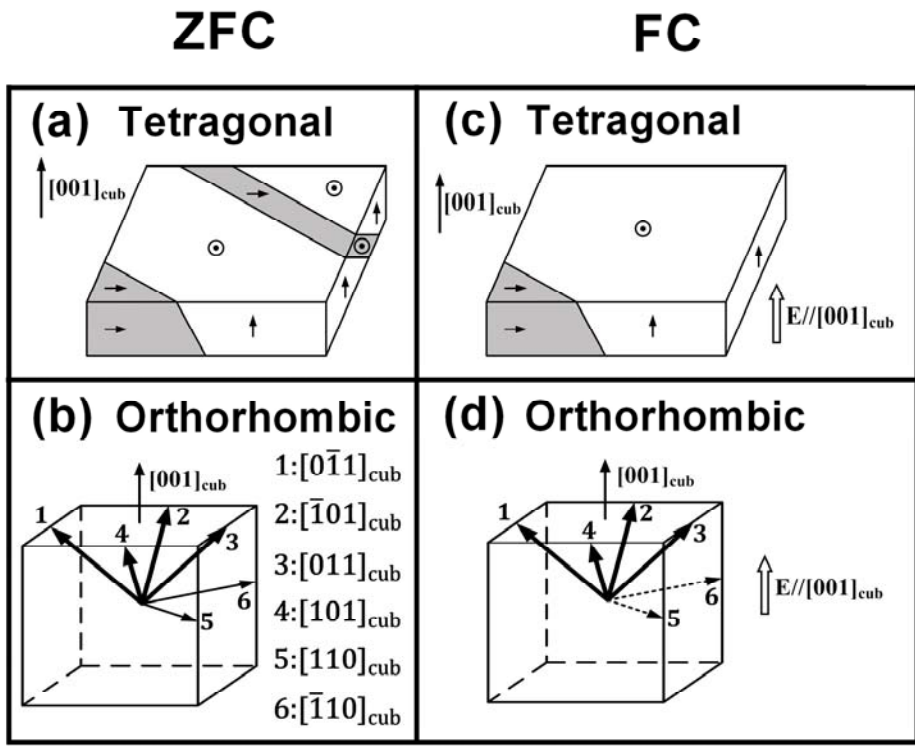 ZFC
FC
(a) Tetragonal
[001]cub
(c) Tetragonal
[001]cub
E//[001]cub
(b) Orthorhombic
[001]cub
1
2
3
4
5
6
1:[01̄1]cub
2:[1̄01]cub
3:[011]cub
4:[101]cub
5:[110]cub
6:[1̄10]cub
(d) Orthorhombic
[001]cub
1
2
3
4
5
6
E//[001]cub